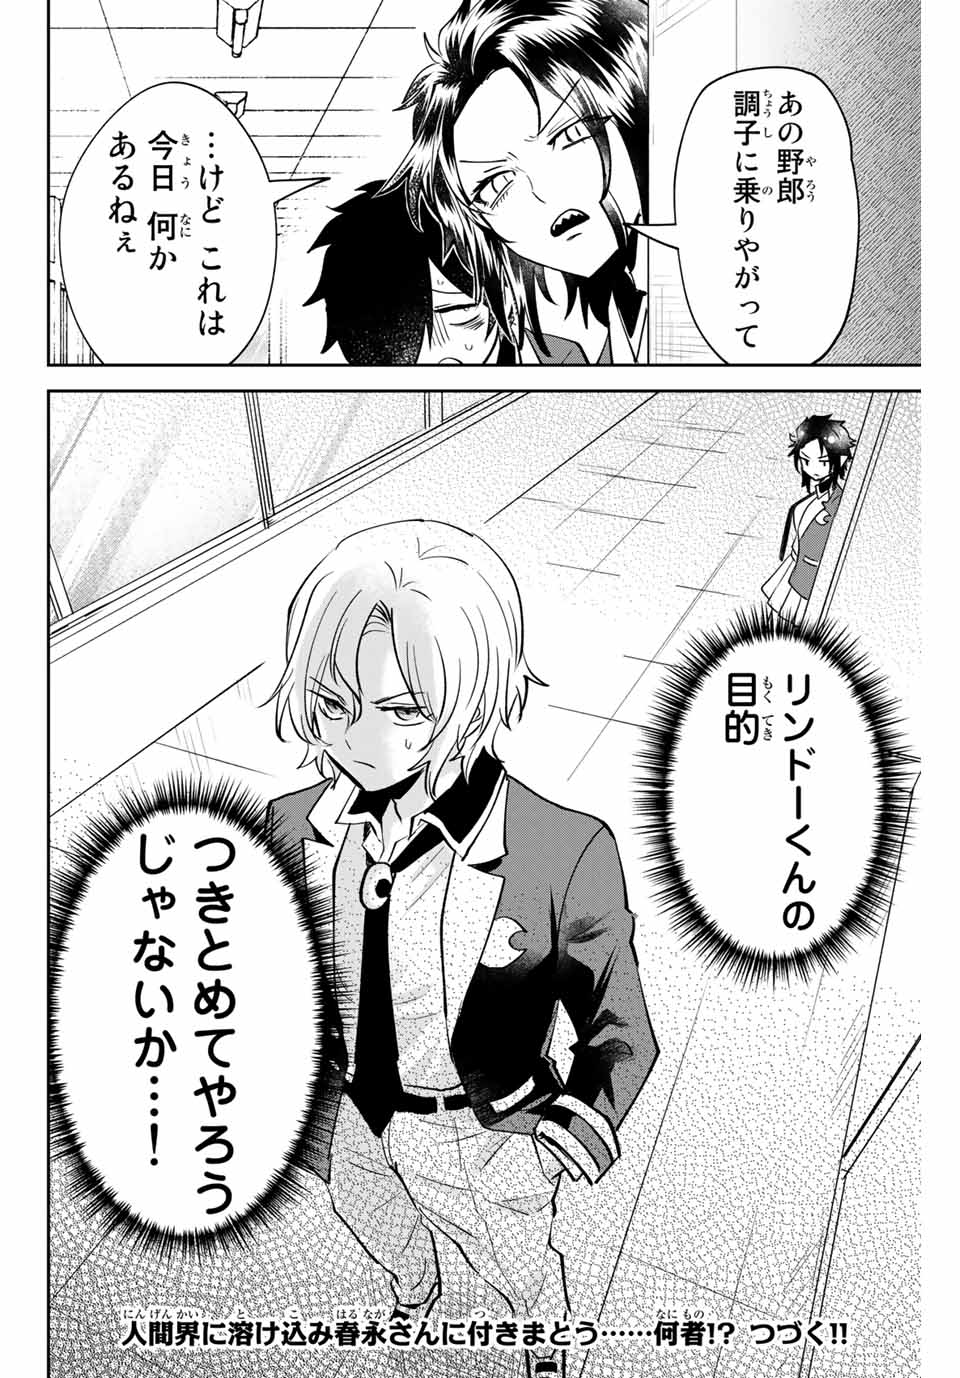 あの野郎
調子に乗りやがって
…けど これは
今日 何か
あるねぇ
リンドーくんの
目的
つきとめてやろう
じゃないか…！
人間界に溶け込み春永さんに付きまとう……何者!? つづく!!